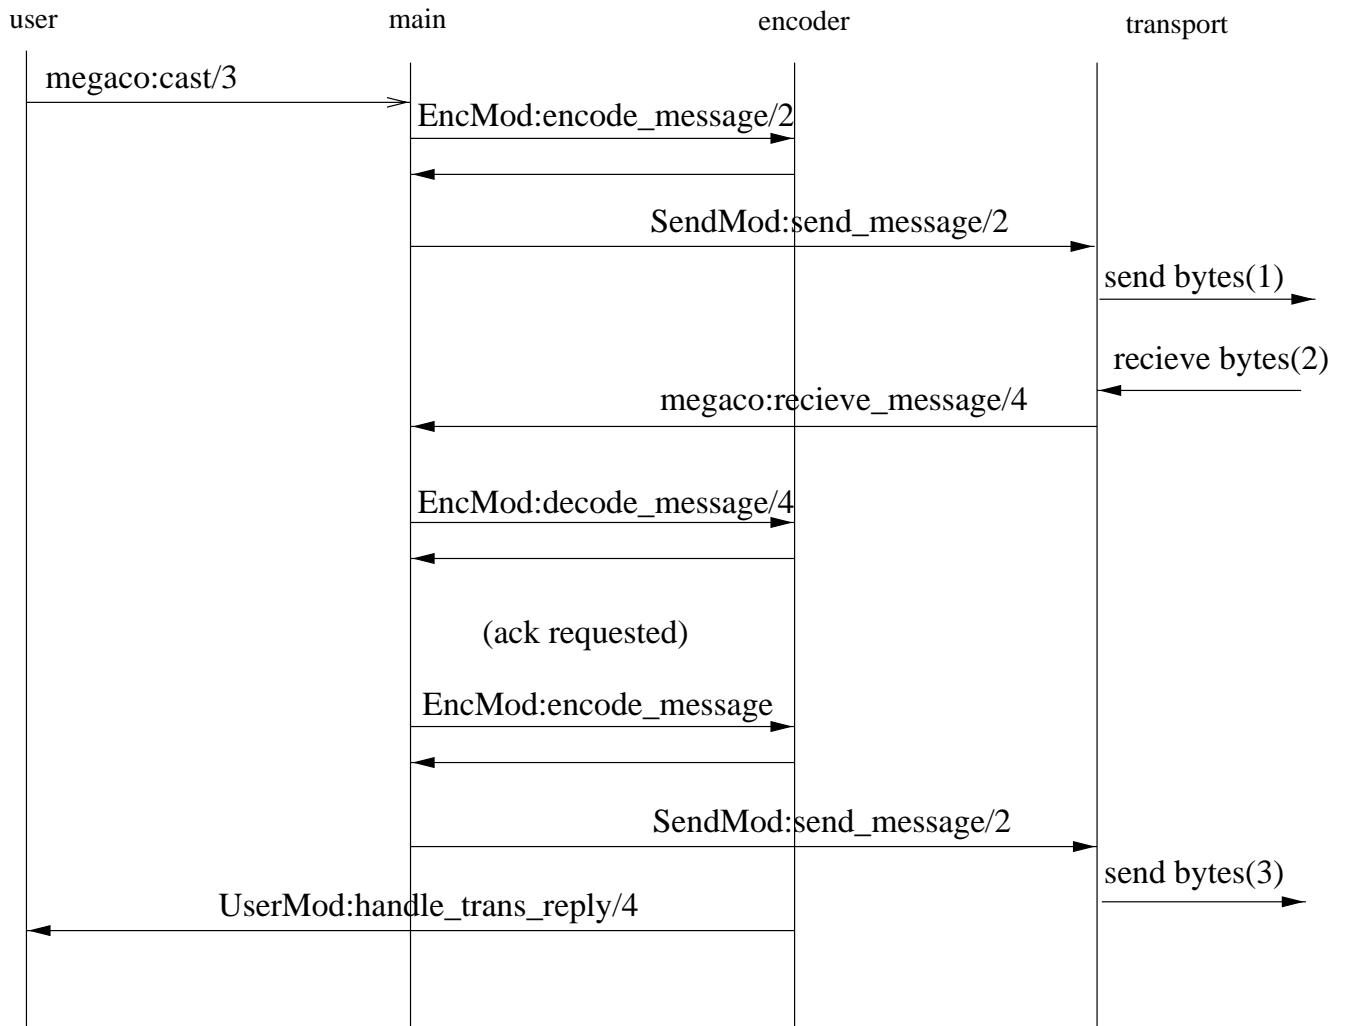 user
main
encoder
transport
megaco:cast/3
EncMod:encode_message/2
SendMod:send_message/2
send bytes(1)
recieve bytes(2)
megaco:recieve_message/4
EncMod:decode_message/4
(ack requested)
EncMod:encode_message
SendMod:send_message/2
send bytes(3)
UserMod:handle_trans_reply/4